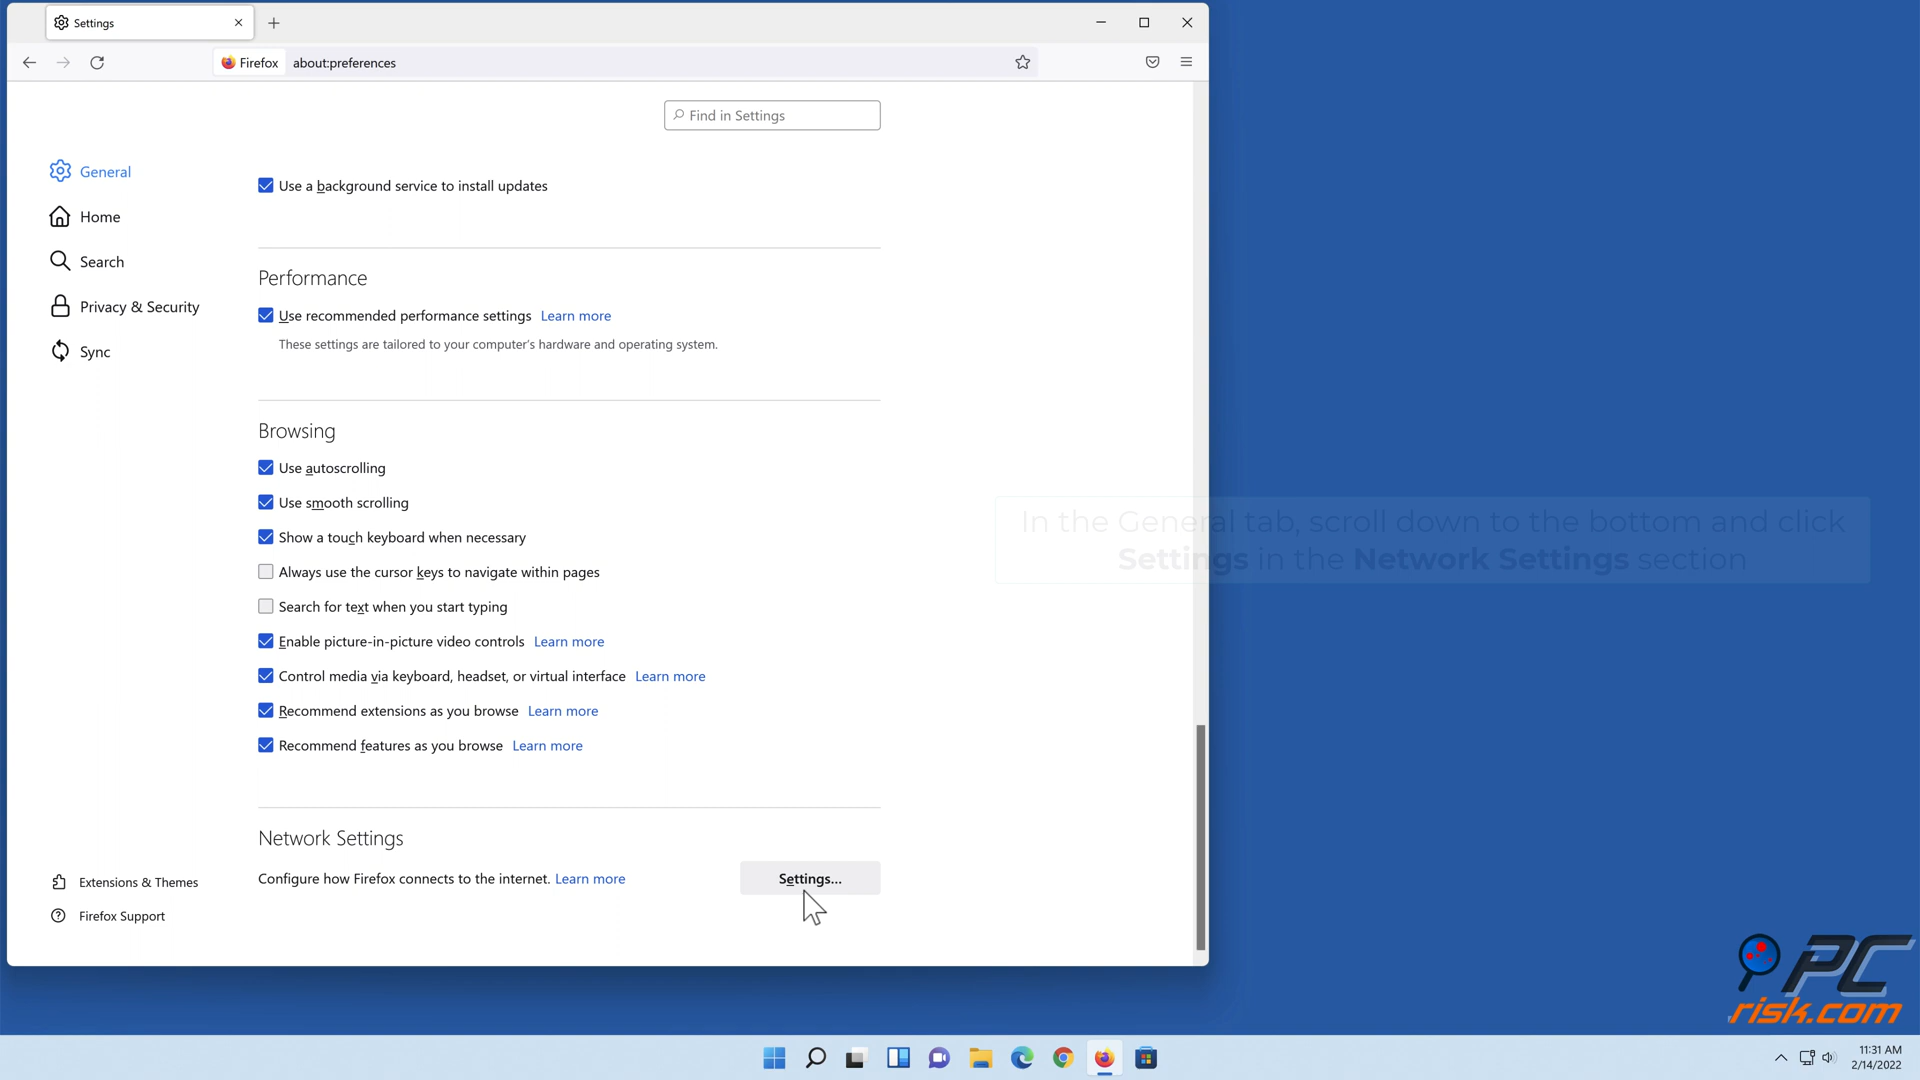 Settings
Firefox
about:preferences
Find in Settings
General
Home
Search
Privacy & Security
Sync
Extensions & Themes
Firefox Support
Use a background service to install updates
Performance
Use recommended performance settings Learn more
These settings are tailored to your computer's hardware and operating system.
Browsing
Use autoscrolling
Use smooth scrolling
Show a touch keyboard when necessary
Always use the cursor keys to navigate within pages
Search for text when you start typing
Enable picture-in-picture video controls Learn more
Control media via keyboard, headset, or virtual interface Learn more
Recommend extensions as you browse Learn more
Recommend features as you browse Learn more
Network Settings
Configure how Firefox connects to the internet. Learn more
Settings...
In the General tab, scroll down to the bottom and click
Settings in the Network Settings section
PC
risk.com
11:31 AM
2/14/2022